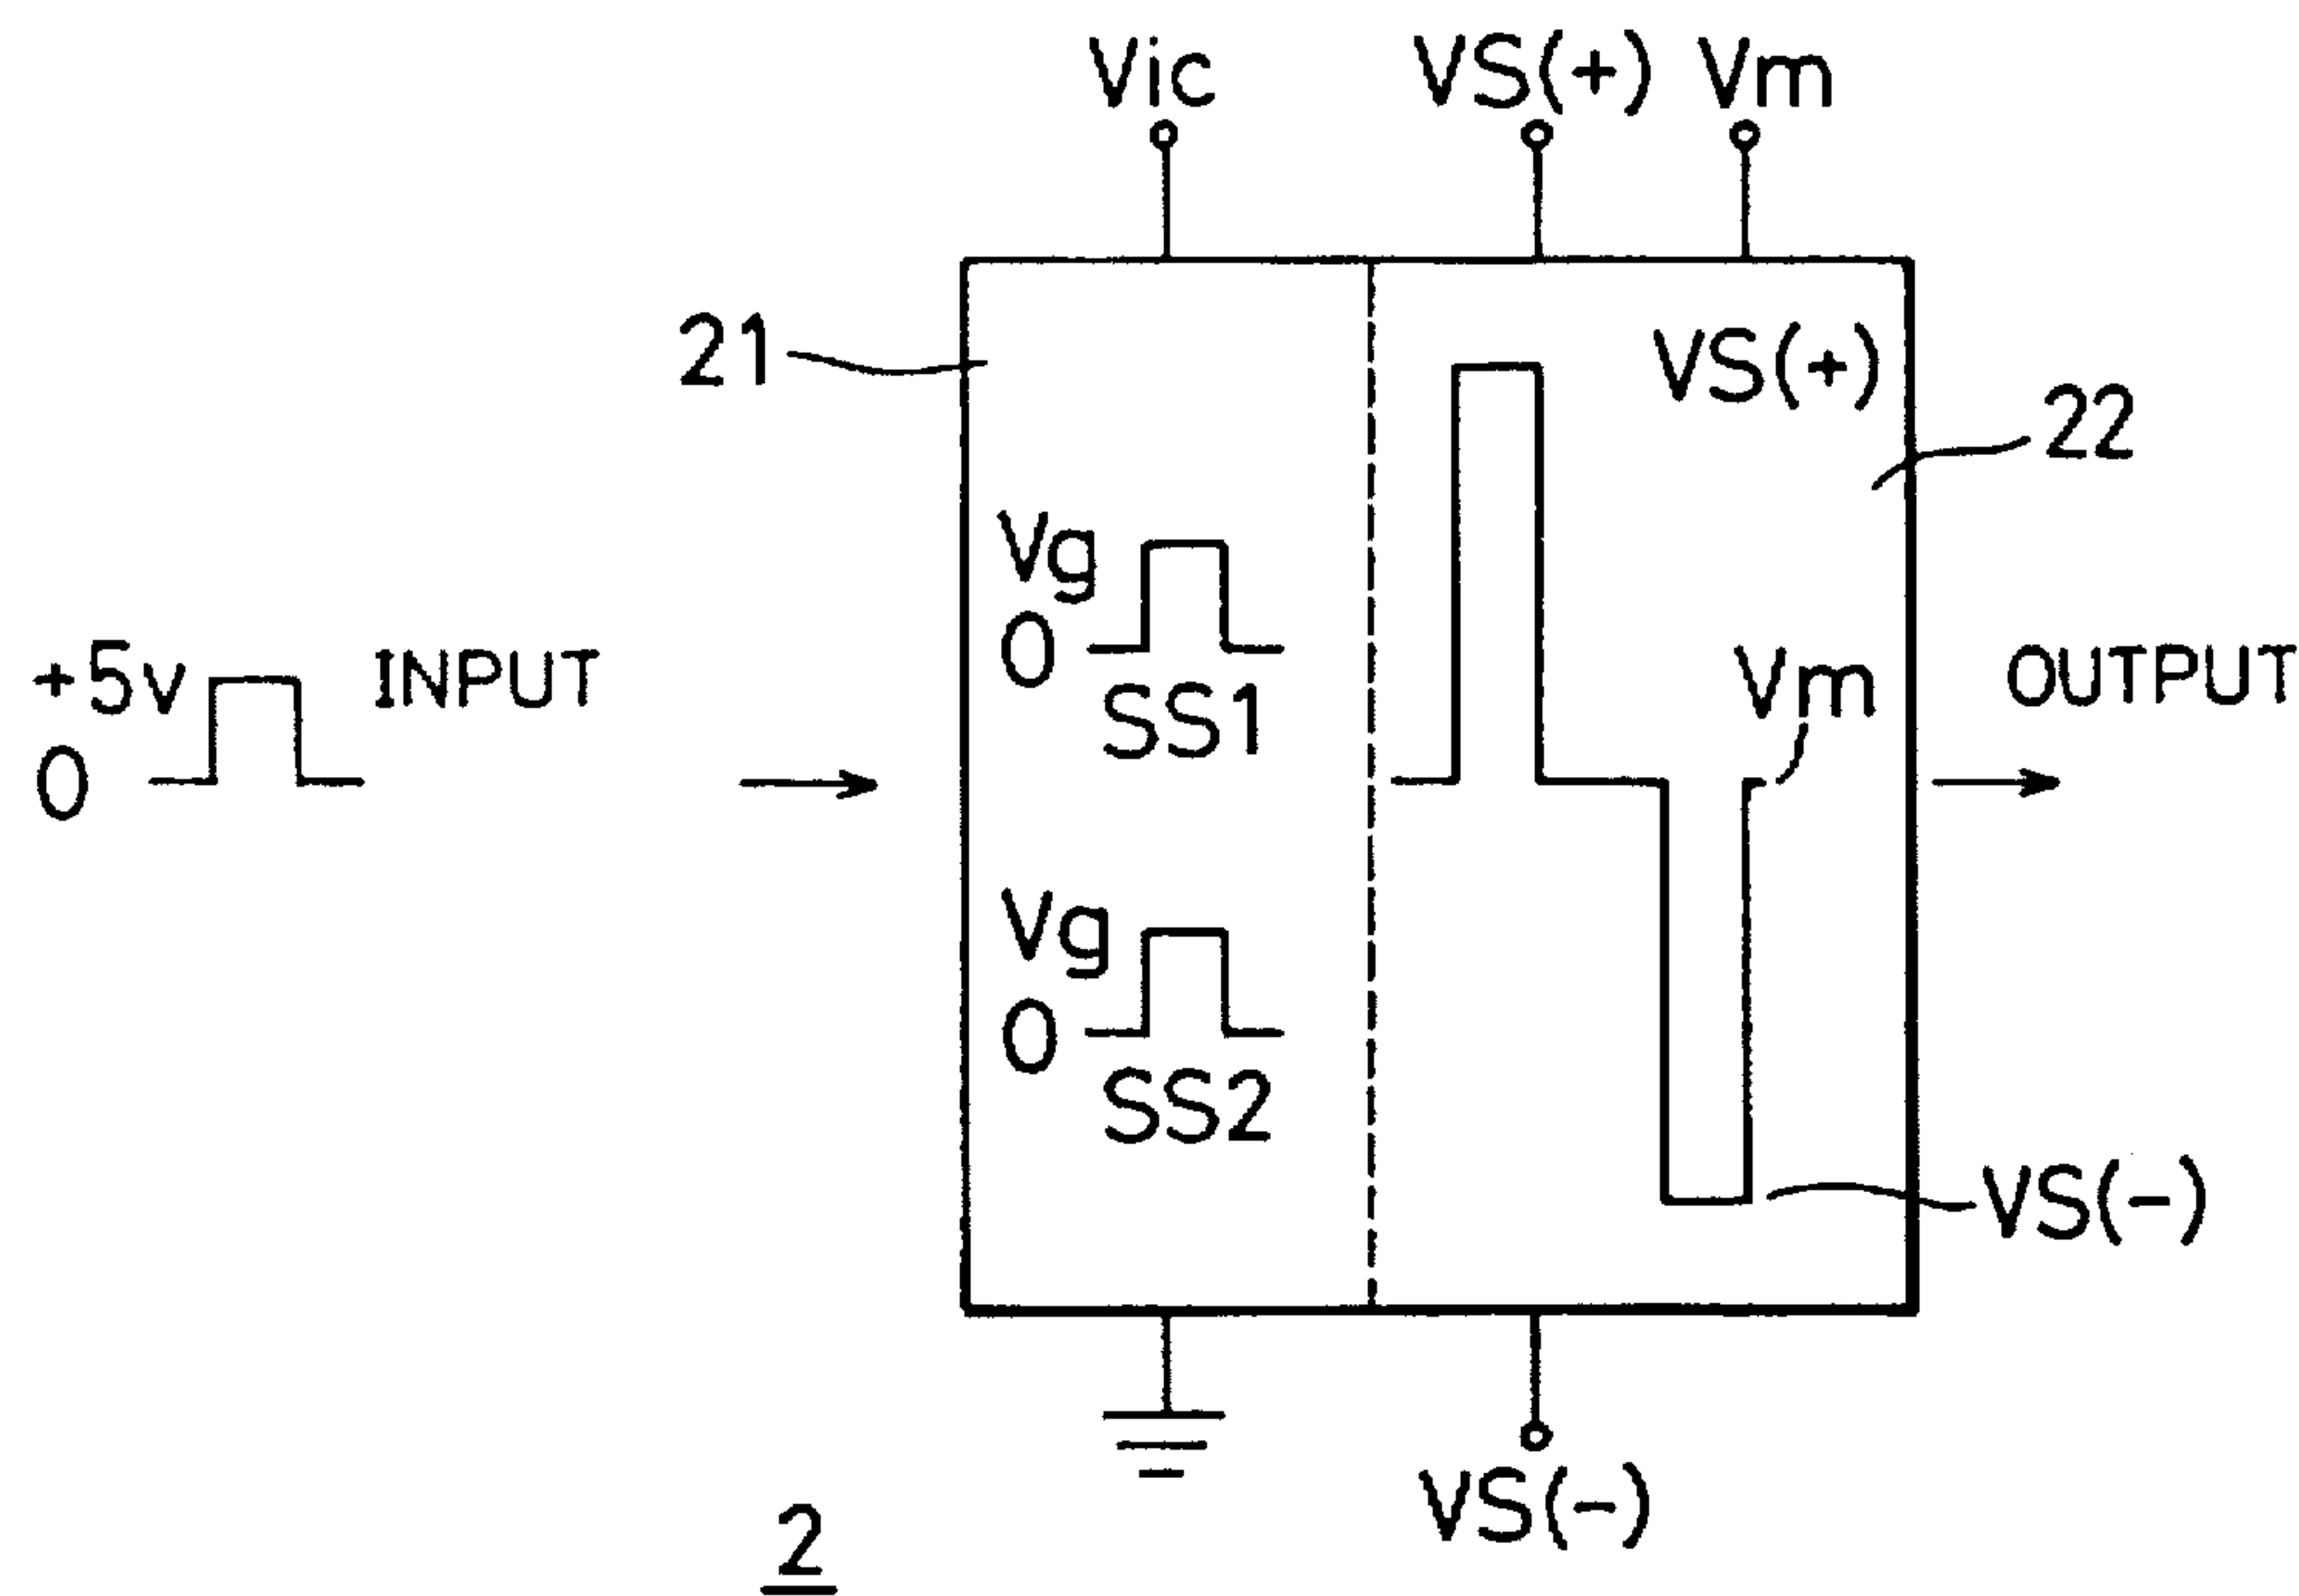 Vic
VS(+)
Vm
21
VS(+)
22
Vg
0
SS1
+5v
0
INPUT
Vm
OUTPUT
Vg
0
SS2
VS(-)
VS(-)
2